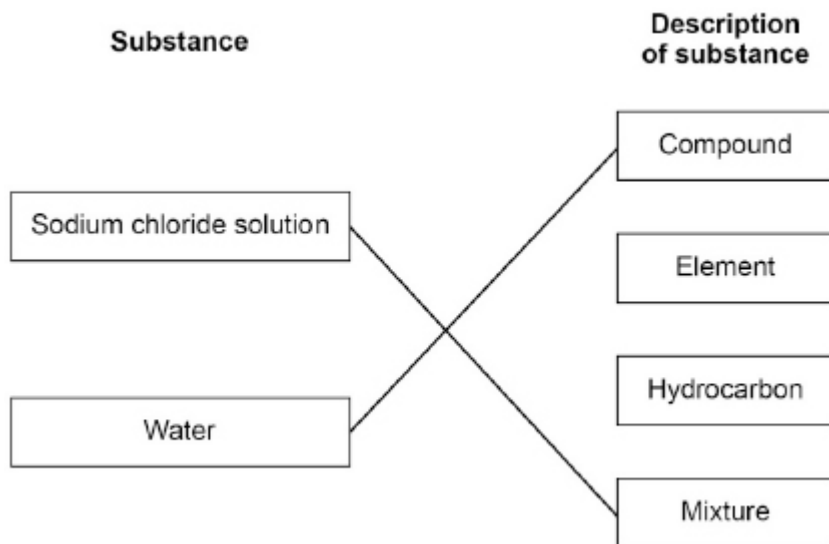 Substance
Description
of substance
Compound
Sodium chloride solution
Element
Hydrocarbon
Water
Mixture